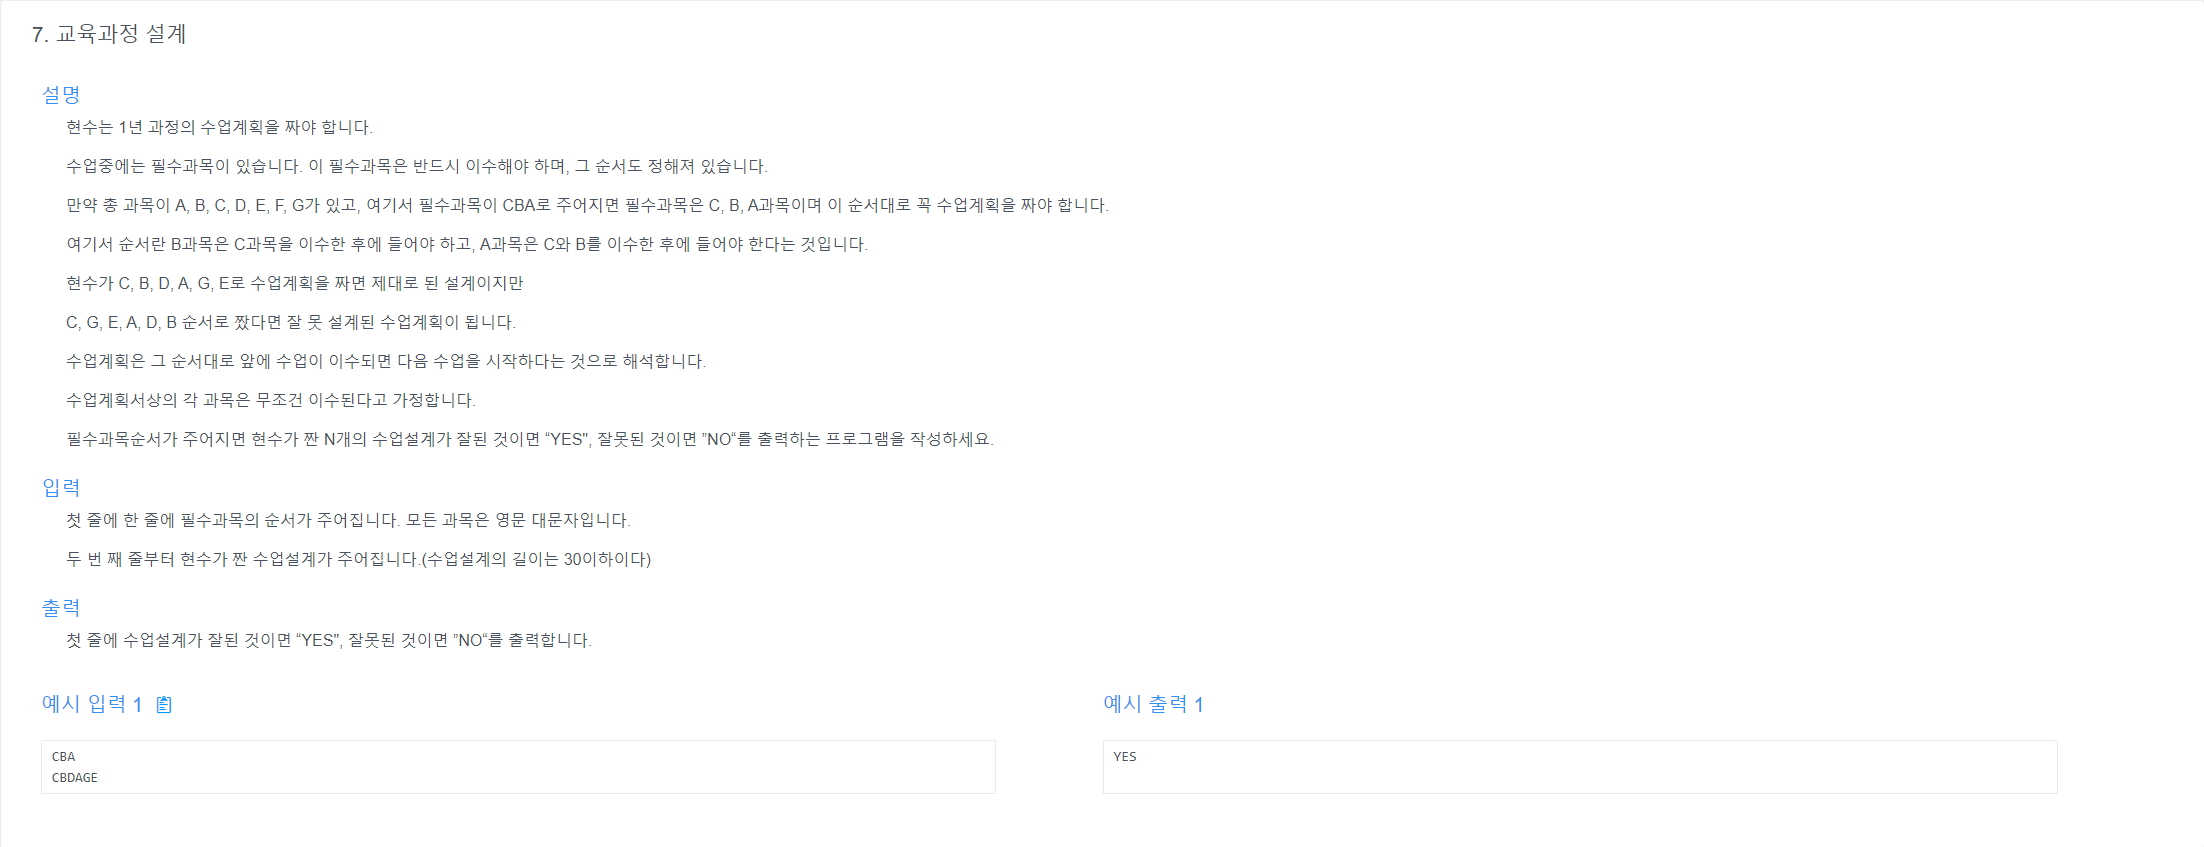 7. 교육과정 설계
설명
현수는 1년 과정의 수업계획을 짜야 합니다.
수업중에는 필수과목이 있습니다. 이 필수과목은 반드시 이수해야 하며, 그 순서도 정해져 있습니다.
만약 총 과목이 A, B, C, D, E, F, G가 있고, 여기서 필수과목이 CBA로 주어지면 필수과목은 C, B, A과목이며 이 순서대로 꼭 수업계획을 짜야 합니다.
여기서 순서란 B과목은 C과목을 이수한 후에 들어야 하고, A과목은 C와 B를 이수한 후에 들어야 한다는 것입니다.
현수가 C, B, D, A, G, E로 수업계획을 짜면 제대로 된 설계이지만
C, G, E, A, D, B 순서로 짰다면 잘 못 설계된 수업계획이 됩니다.
수업계획은 그 순서대로 앞에 수업이 이수되면 다음 수업을 시작하다는 것으로 해석합니다.
수업계획서상의 각 과목은 무조건 이수된다고 가정합니다.
필수과목순서가 주어지면 현수가 짠 N개의 수업설계가 잘된 것이면 “YES", 잘못된 것이면 ”NO“를 출력하는 프로그램을 작성하세요.
입력
첫 줄에 한 줄에 필수과목의 순서가 주어집니다. 모든 과목은 영문 대문자입니다.
두 번 째 줄부터 현수가 짠 수업설계가 주어집니다.(수업설계의 길이는 30이하이다)
출력
첫 줄에 수업설계가 잘된 것이면 “YES", 잘못된 것이면 ”NO“를 출력합니다.
예시 입력 1
CBA
CBDAGE
예시 출력 1
YES